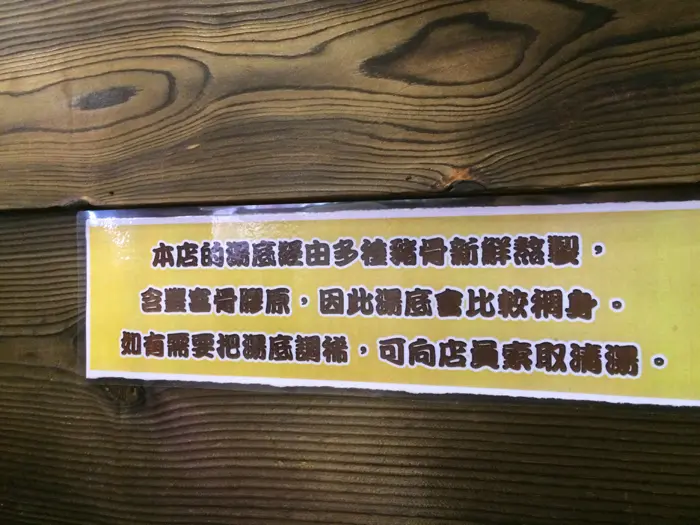 本店的湯底經由多種豬骨新鮮熬製，
含豐富骨膠原，因此湯底會比較稠身。
如有需要把湯底調稀，可向店員索取清湯。